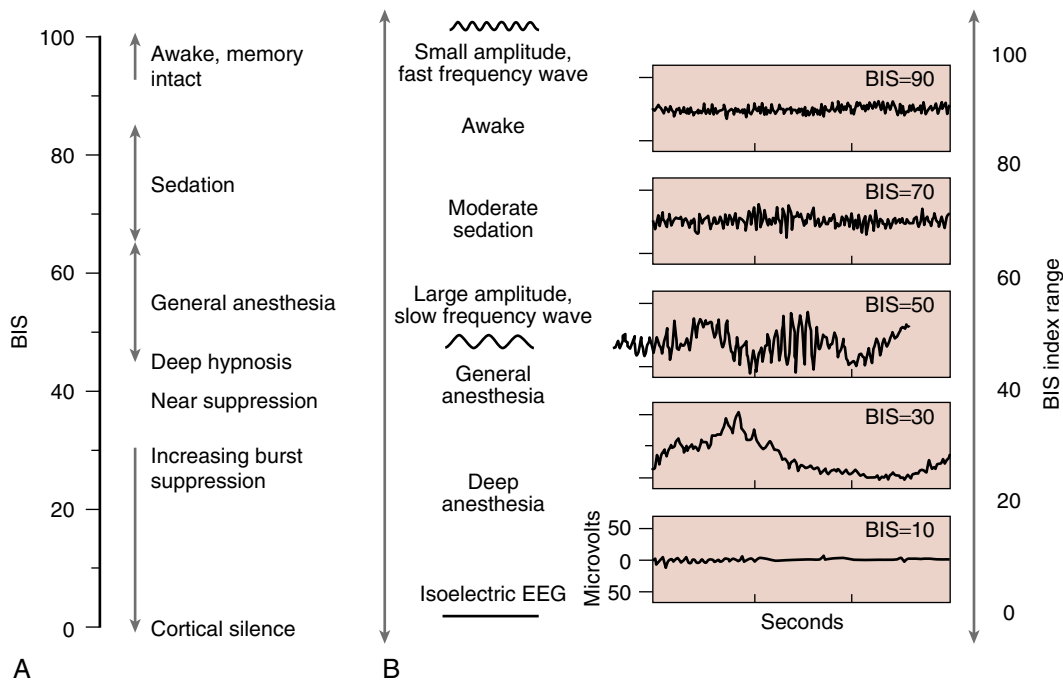 BIS
100
80
60
40
20
0
Awake, memory
intact
Sedation
General anesthesia
Deep hypnosis
Near suppression
Increasing burst
suppression
Cortical silence
A
Small amplitude,
fast frequency wave
Awake
Moderate
sedation
Large amplitude,
slow frequency wave
General
anesthesia
Deep
anesthesia
Isoelectric EEG
BIS=90
BIS=70
BIS=50
BIS=30
BIS=10
Microvolts
50
0
50
Seconds
100
80
60
40
20
0
BIS index range
B